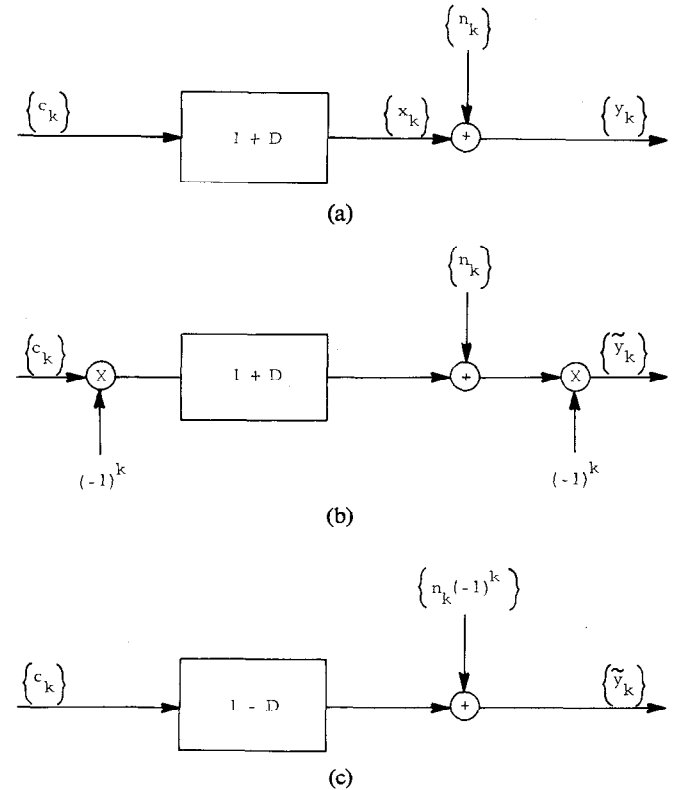 {n_k}
{c_k} 1 + D {x_k} + {y_k}
(a)
{n_k}
{c_k} X 1 + D + X {ỹ_k}
(-1)^k (-1)^k
(b)
{n_k(-1)^k}
{c_k} 1 - D + {ỹ_k}
(c)